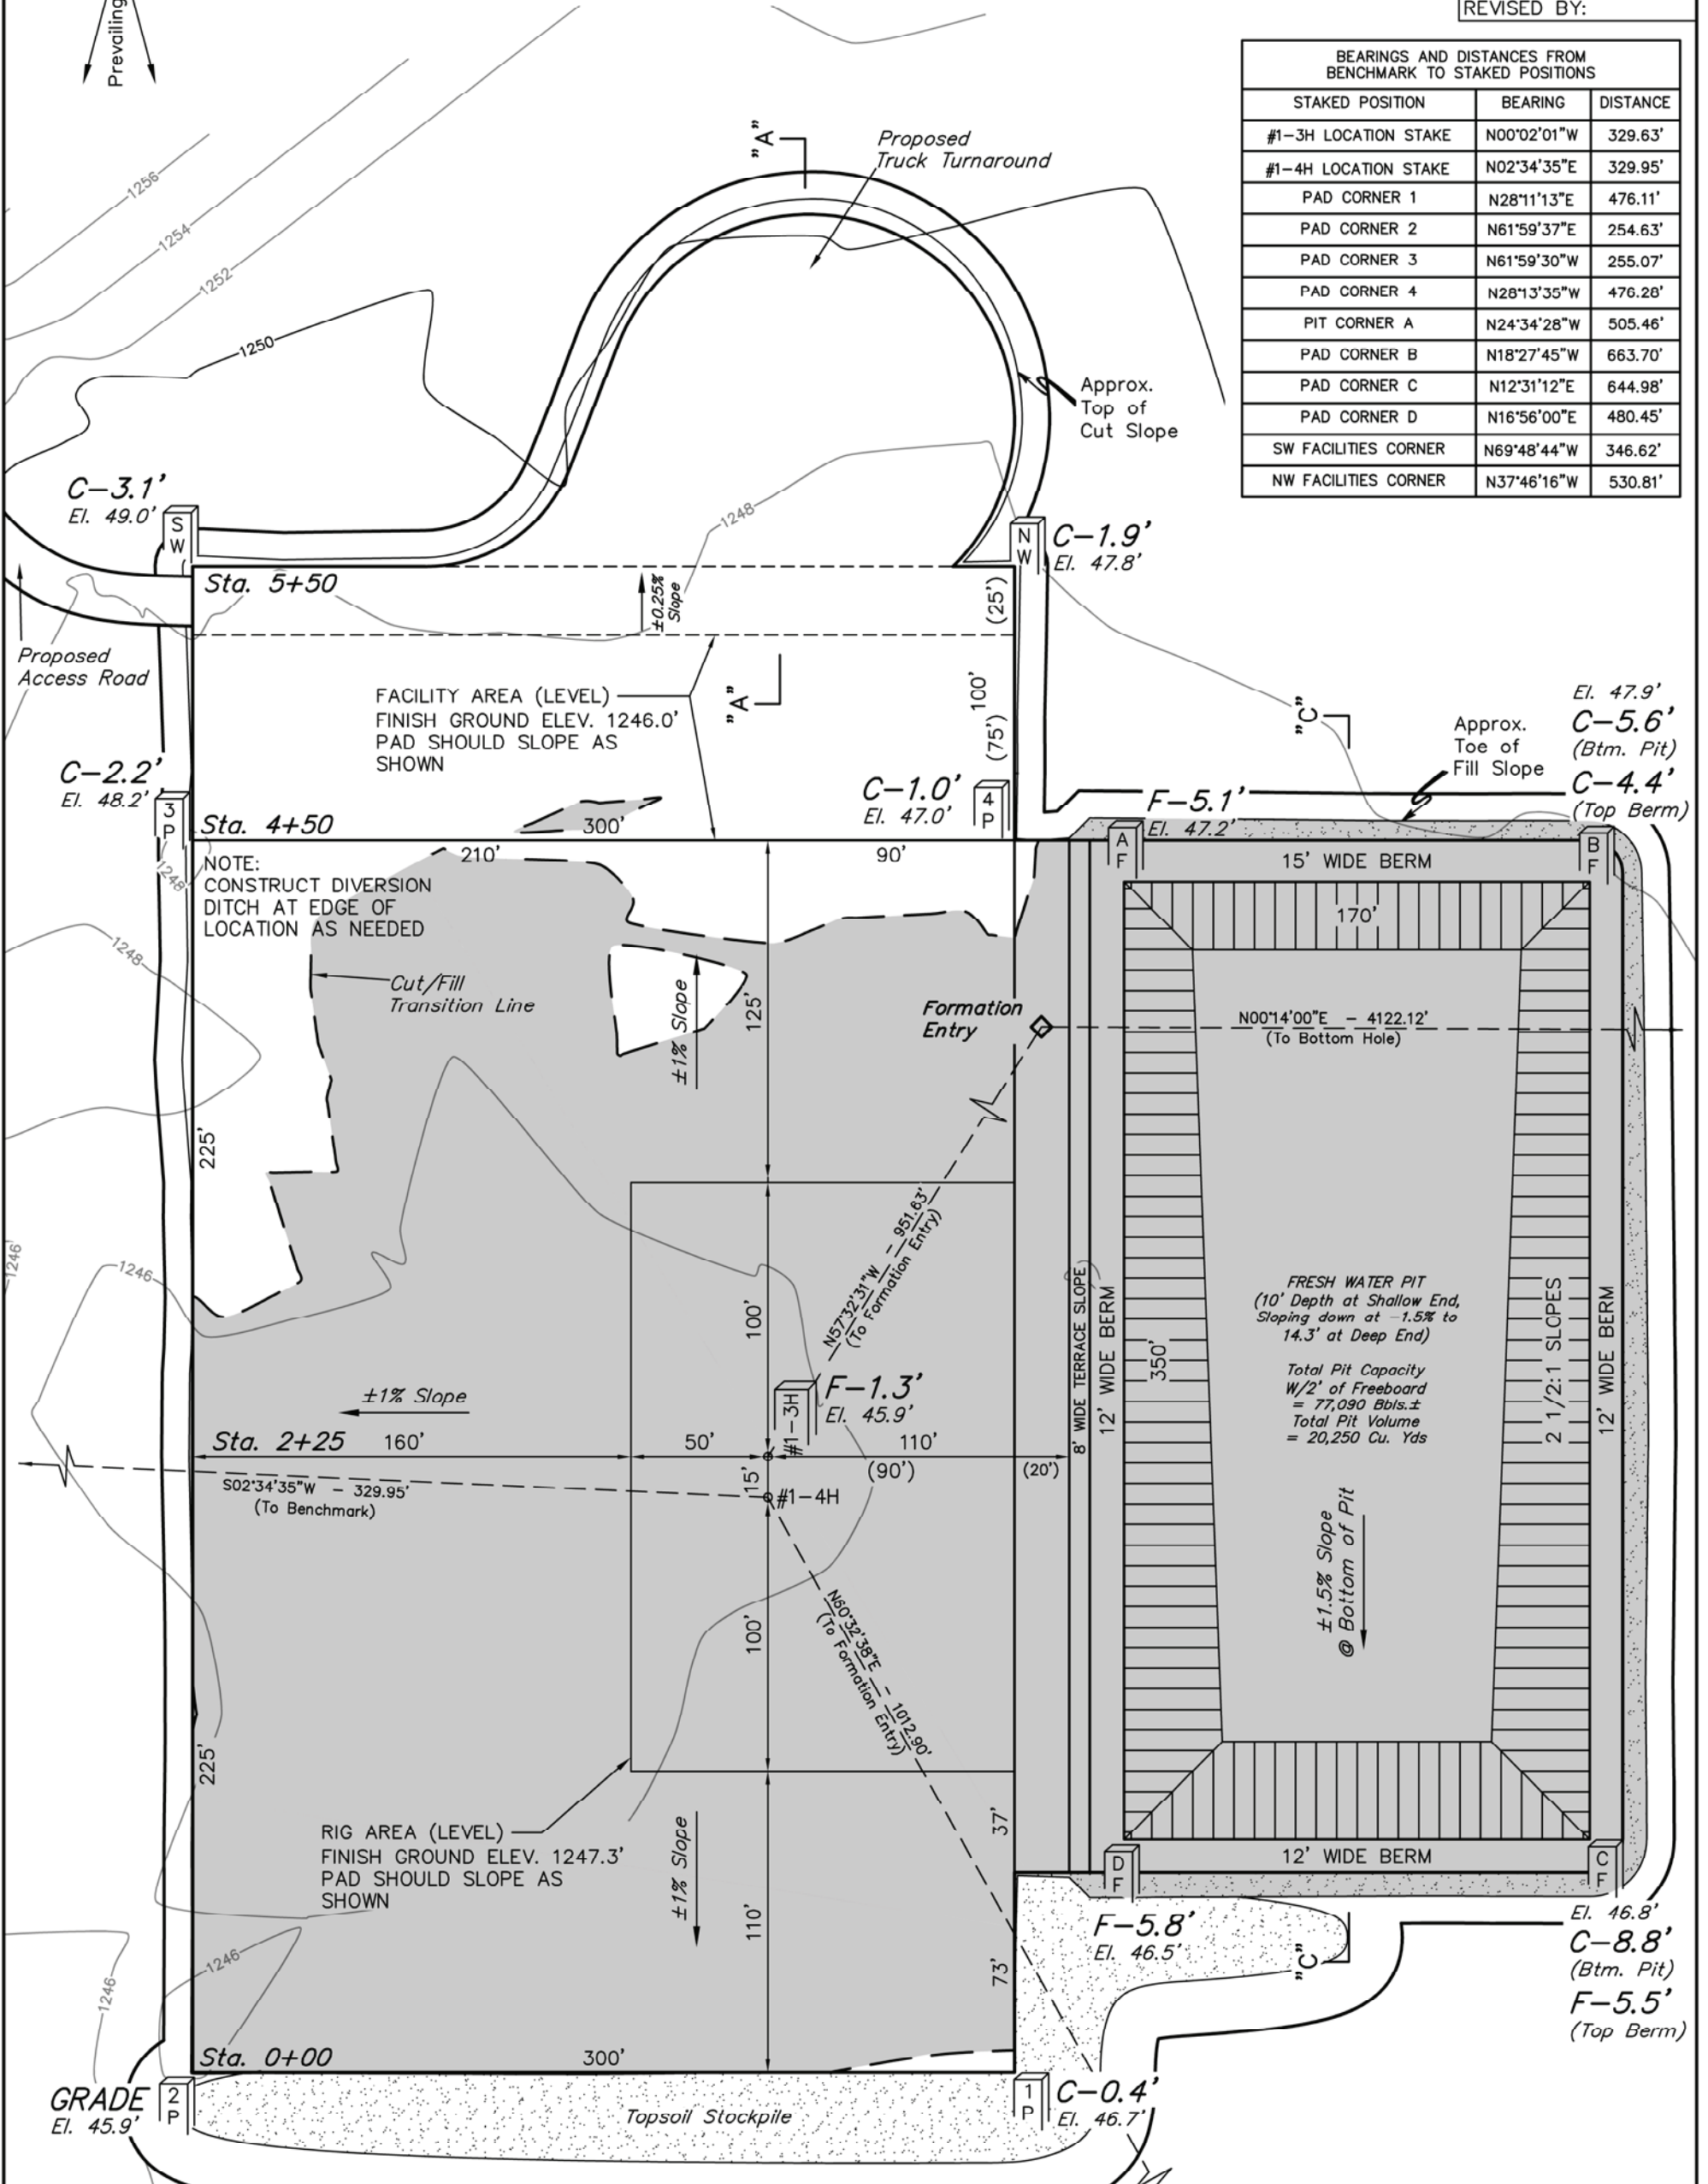 REVISED BY:
Prevailing
BEARINGS AND DISTANCES FROM
BENCHMARK TO STAKED POSITIONS
STAKED POSITION BEARING DISTANCE
#1-3H LOCATION STAKE N00°02'01"W 329.63'
#1-4H LOCATION STAKE N02°34'35"E 329.95'
PAD CORNER 1 N28°11'13"E 476.11'
PAD CORNER 2 N61°59'37"E 254.63'
PAD CORNER 3 N61°59'30"W 255.07'
PAD CORNER 4 N28°13'35"W 476.28'
PIT CORNER A N24°34'28"W 505.46'
PAD CORNER B N18°27'45"W 663.70'
PAD CORNER C N12°31'12"E 644.98'
PAD CORNER D N16°56'00"E 480.45'
SW FACILITIES CORNER N69°48'44"W 346.62'
NW FACILITIES CORNER N37°46'16"W 530.81'
"A"
Proposed
Truck Turnaround
1256
1254
1252
1250
Approx.
Top of
Cut Slope
C-3.1'
El. 49.0'
S
W
1248
N
W
C-1.9'
El. 47.8'
Sta. 5+50
±0.25%
Slope
(25')
Proposed
Access Road
FACILITY AREA (LEVEL)
FINISH GROUND ELEV. 1246.0'
PAD SHOULD SLOPE AS
SHOWN
"A"
100'
(75')
"C"
Approx.
Toe of
Fill Slope
El. 47.9'
C-5.6'
(Btm. Pit)
C-4.4'
(Top Berm)
C-2.2'
El. 48.2'
3
P
C-1.0'
El. 47.0'
4
P
F-5.1'
El. 47.2'
A
F
B
F
Sta. 4+50
300'
210'
90'
15' WIDE BERM
1248
NOTE:
CONSTRUCT DIVERSION
DITCH AT EDGE OF
LOCATION AS NEEDED
170'
1248
Cut/Fill
Transition Line
±1% Slope
125'
Formation
Entry
N00°14'00"E - 4122.12'
(To Bottom Hole)
225'
N57°32'31"W - 951.63'
(To Formation Entry)
1246
1246
100'
8' WIDE TERRACE SLOPE
12' WIDE BERM
350'
FRESH WATER PIT
(10' Depth at Shallow End,
Sloping down at -1.5% to
14.3' at Deep End)
Total Pit Capacity
W/2' of Freeboard
= 77,090 Bbls.±
Total Pit Volume
= 20,250 Cu. Yds
2 1/2:1 SLOPES
12' WIDE BERM
±1% Slope
#1-3H
F-1.3'
El. 45.9'
Sta. 2+25
160'
50'
110'
(90')
(20')
15'
S02°34'35"W - 329.95'
(To Benchmark)
#1-4H
±1.5% Slope
@ Bottom of Pit
100'
N60°32'38"E - 1012.90'
(To Formation Entry)
225'
RIG AREA (LEVEL)
FINISH GROUND ELEV. 1247.3'
PAD SHOULD SLOPE AS
SHOWN
±1% Slope
110'
37'
73'
12' WIDE BERM
D
F
C
F
F-5.8'
El. 46.5'
"C"
El. 46.8'
C-8.8'
(Btm. Pit)
F-5.5'
(Top Berm)
1246
1246
Sta. 0+00
300'
GRADE
El. 45.9'
2
P
Topsoil Stockpile
1
P
C-0.4'
El. 46.7'